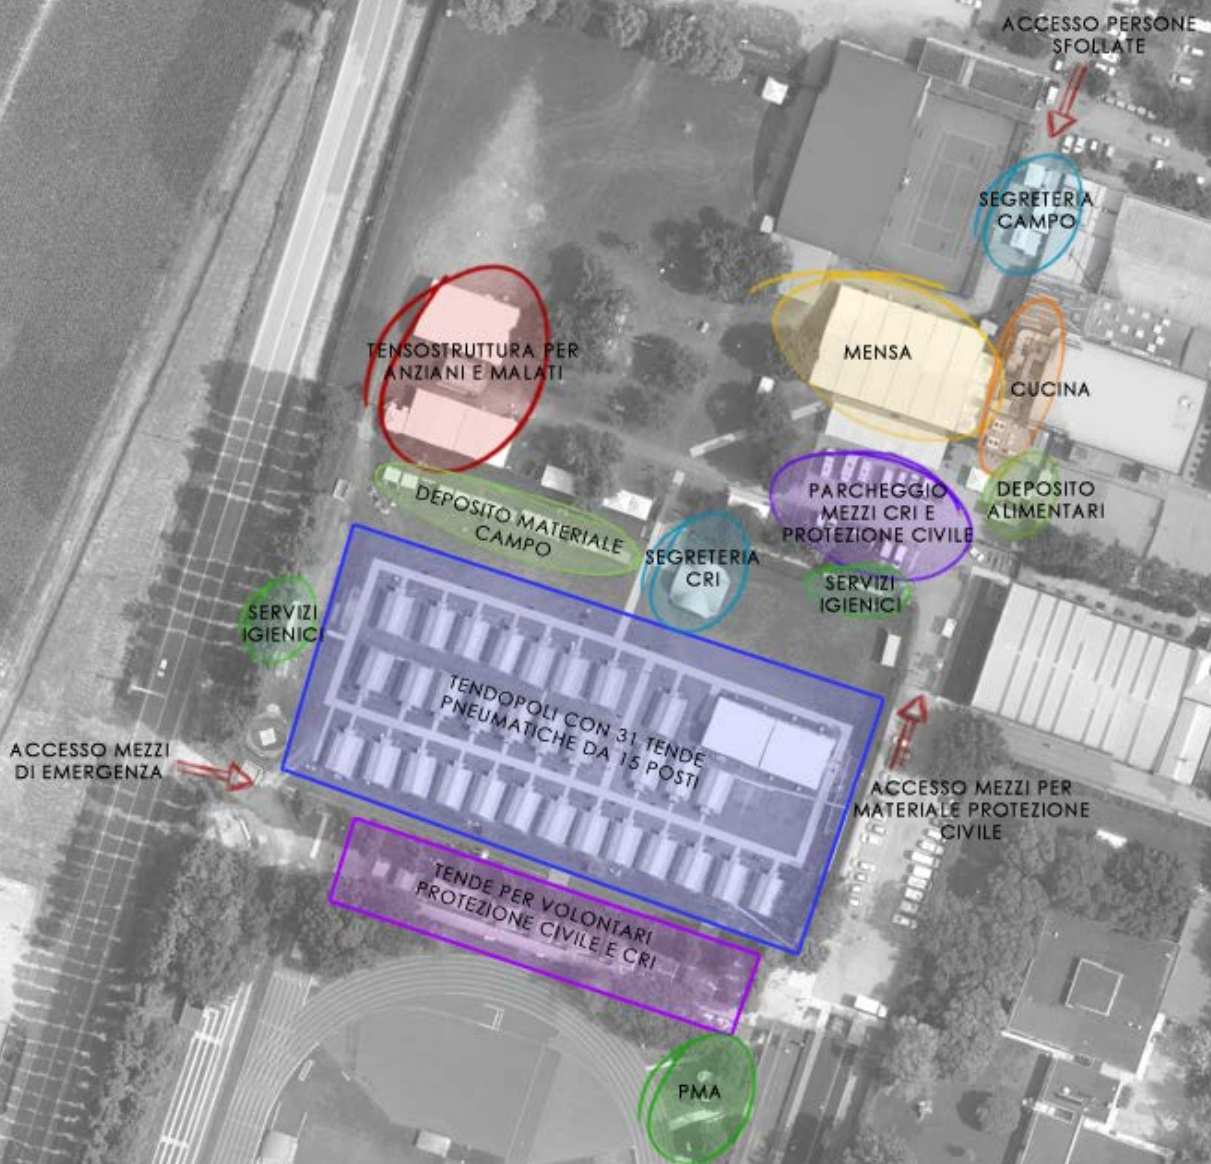 ACCESSO PERSONE
SFOLLATE
SEGRETERIA
CAMPO
TENSOSTRUTTURA PER
ANZIANI E MALATI
MENSA
CUCINA
DEPOSITO MATERIALE
CAMPO
PARCHEGGIO
MEZZI CRI E
PROTEZIONE CIVILE
DEPOSITO
ALIMENTARI
SEGRETERIA
CRI
SERVIZI
IGIENICI
SERVIZI
IGIENICI
TENDOPOLI CON 31 TENDE
PNEUMATICHE DA 15 POSTI
ACCESSO MEZZI
DI EMERGENZA
ACCESSO MEZZI PER
MATERIALE PROTEZIONE
CIVILE
TENDE PER VOLONTARI
PROTEZIONE CIVILE E CRI
PMA